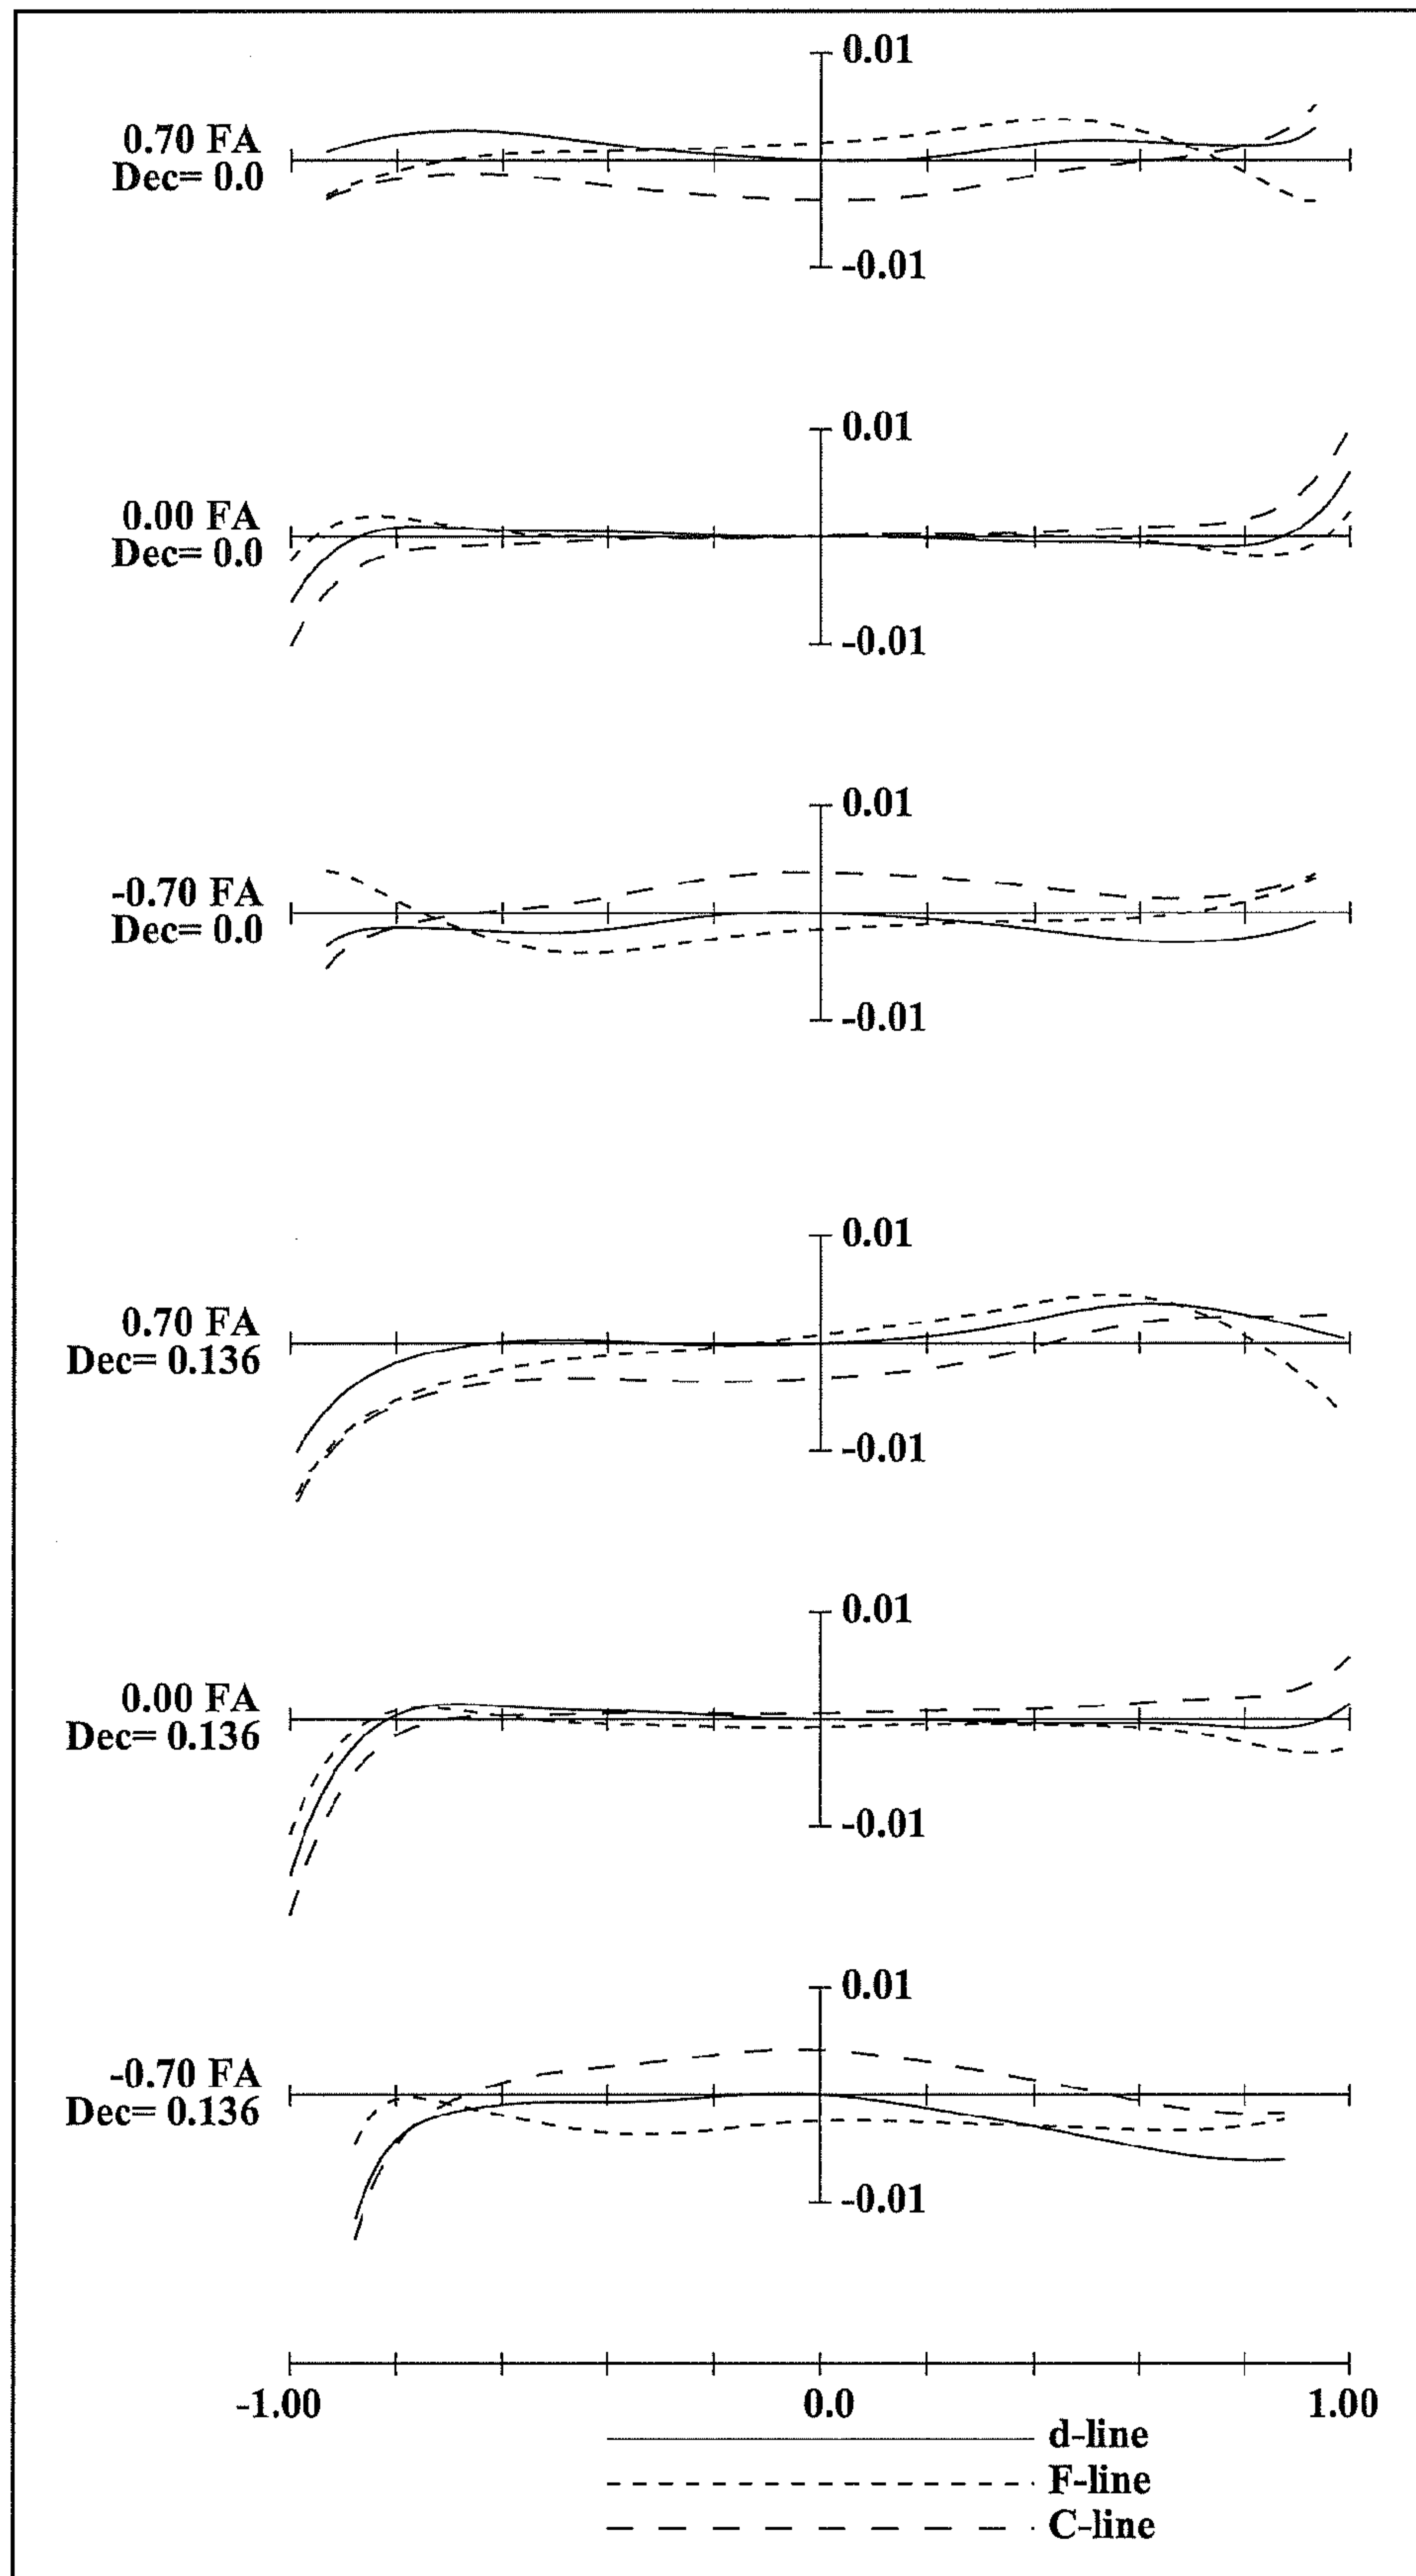 0.01
0.70 FA
Dec= 0.0
-0.01
0.01
0.00 FA
Dec= 0.0
-0.01
0.01
-0.70 FA
Dec= 0.0
-0.01
0.01
0.70 FA
Dec= 0.136
-0.01
0.01
0.00 FA
Dec= 0.136
-0.01
0.01
-0.70 FA
Dec= 0.136
-0.01
-1.00 0.0 1.00
d-line
F-line
C-line